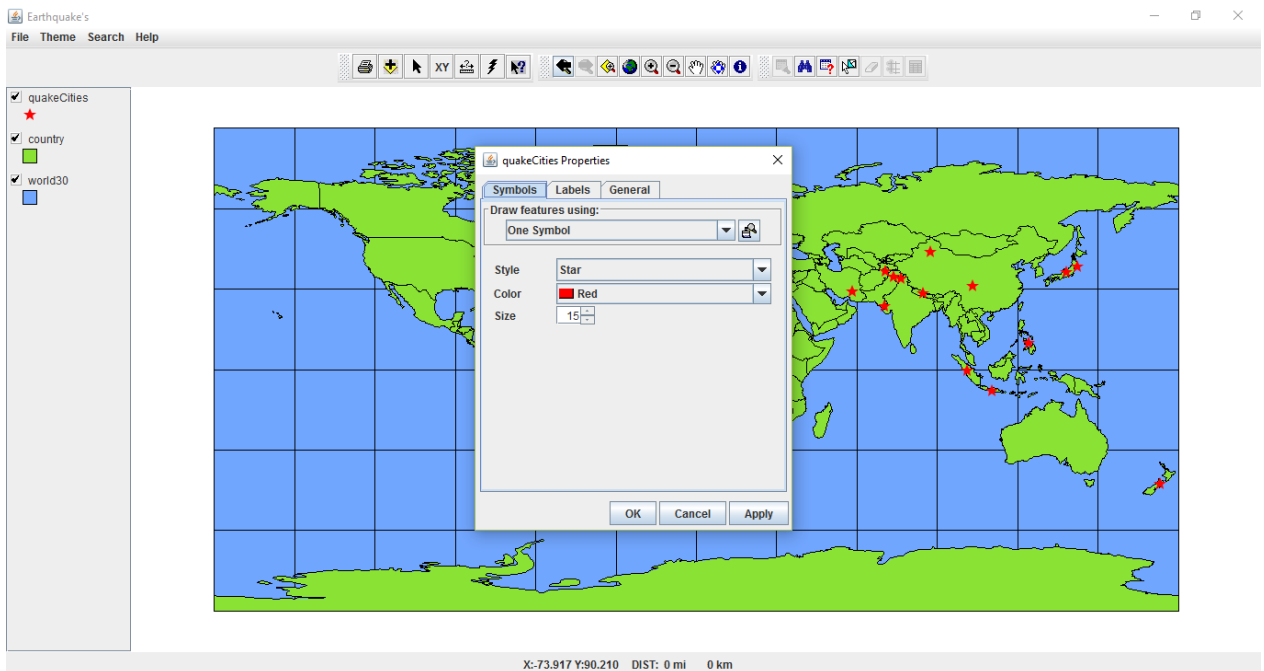 Earthquake's
File Theme Search Help
XY
quakeCities
country
world30
quakeCities Properties
Symbols Labels General
Draw features using:
One Symbol
Style Star
Color Red
Size 15
OK Cancel Apply
X:-73.917 Y:90.210 DIST: 0 mi 0 km